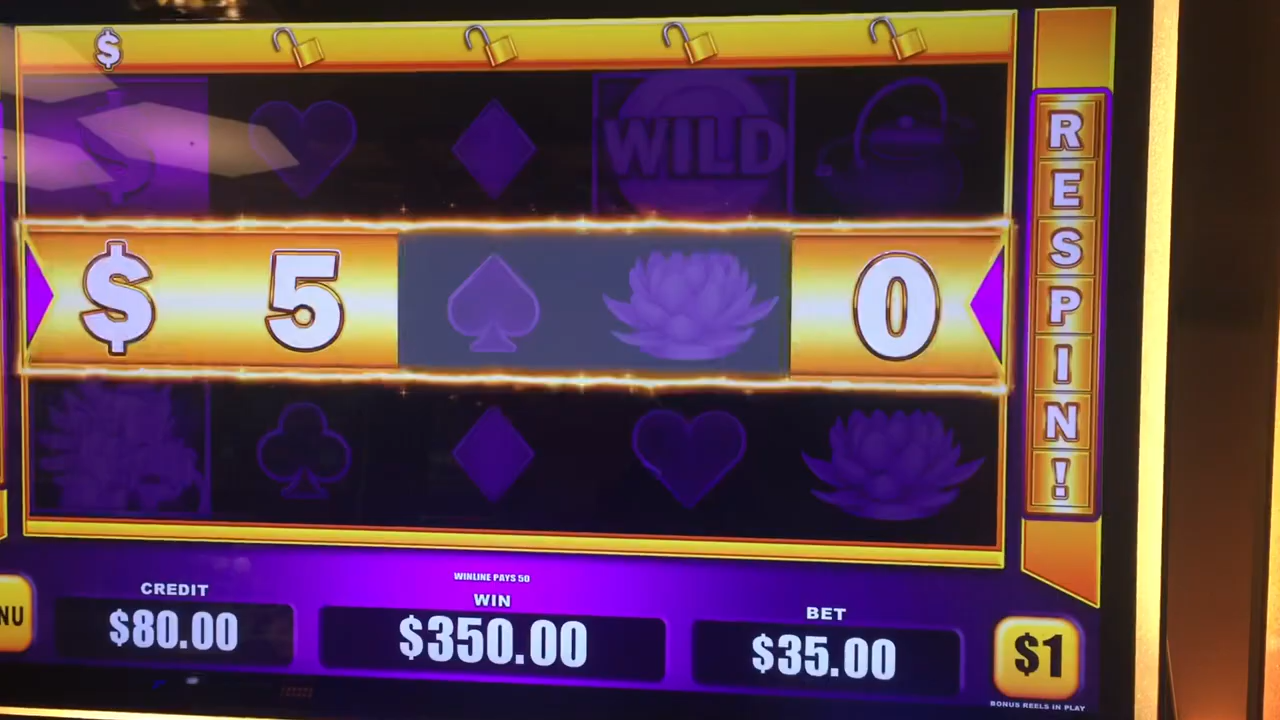 $
WILD
$ 5 0
RESPIN!
WINLINE PAYS 50
CREDIT
WIN
BET
NU
$80.00
$350.00
$35.00
$1
BONUS REELS IN PLAY